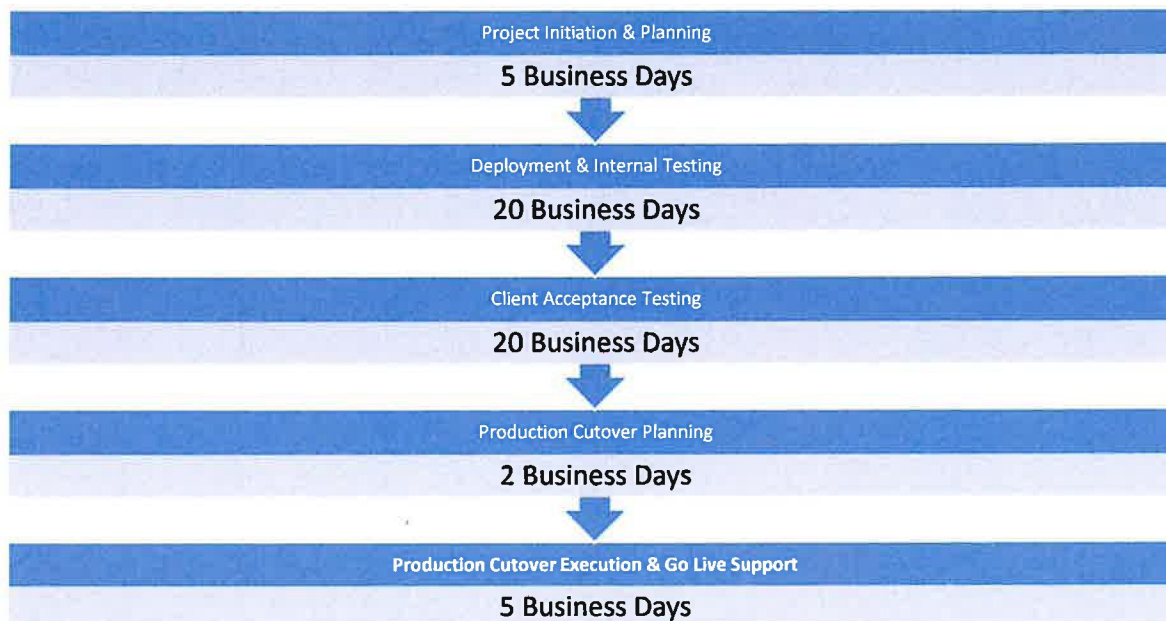 Project Initiation & Planning
5 Business Days
Deployment & Internal Testing
20 Business Days
Client Acceptance Testing
20 Business Days
Production Cutover Planning
2 Business Days
Production Cutover Execution & Go Live Support
5 Business Days